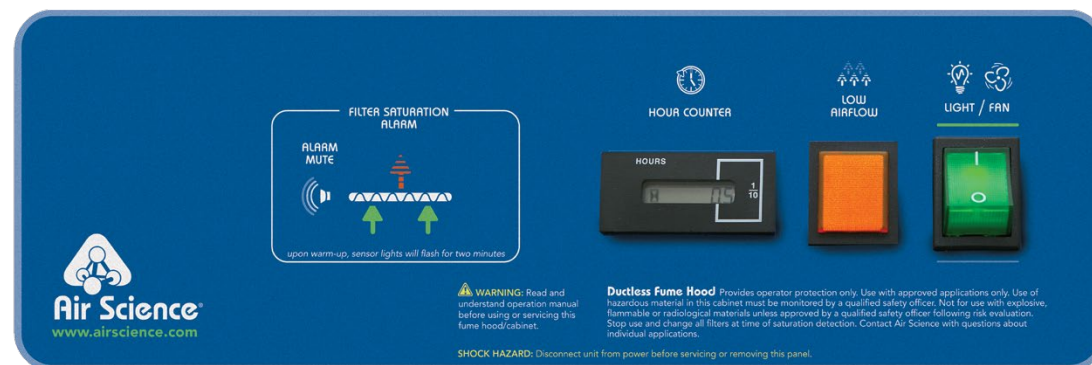 FILTER SATURATION
ALARM
ALARM
MUTE
upon warm-up, sensor lights will flash for two minutes
HOUR COUNTER
HOURS
05
1
10
LOW
AIRFLOW
LIGHT / FAN
I
O
Air Science®
www.airscience.com
WARNING: Read and
understand operation manual
before using or servicing this
fume hood/cabinet.
Ductless Fume Hood Provides operator protection only. Use with approved applications only. Use of
hazardous material in this cabinet must be monitored by a qualified safety officer. Not for use with explosive,
flammable or radiological materials unless approved by a qualified safety officer following risk evaluation.
Stop use and change all filters at time of saturation detection. Contact Air Science with questions about
individual applications.
SHOCK HAZARD: Disconnect unit from power before servicing or removing this panel.